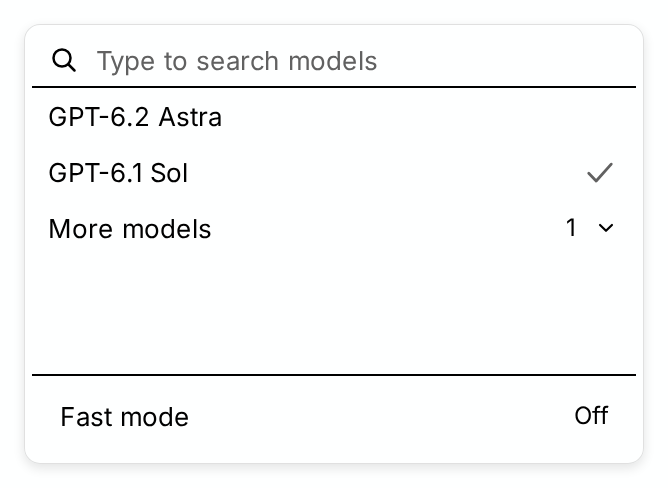 Type to search models
GPT-6.2 Astra
GPT-6.1 Sol
More models 1
Fast mode Off